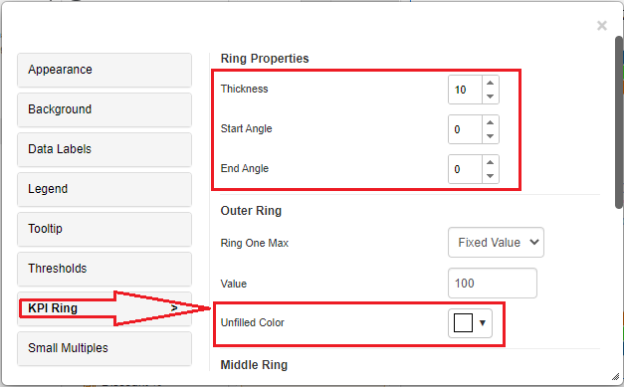 ×
Ring Properties
Appearance
Thickness 10
Background
Start Angle 0
Data Labels
End Angle 0
Legend
Outer Ring
Tooltip
Ring One Max Fixed Value
Thresholds
Value 100
KPI Ring >
Unfilled Color
Small Multiples
Middle Ring